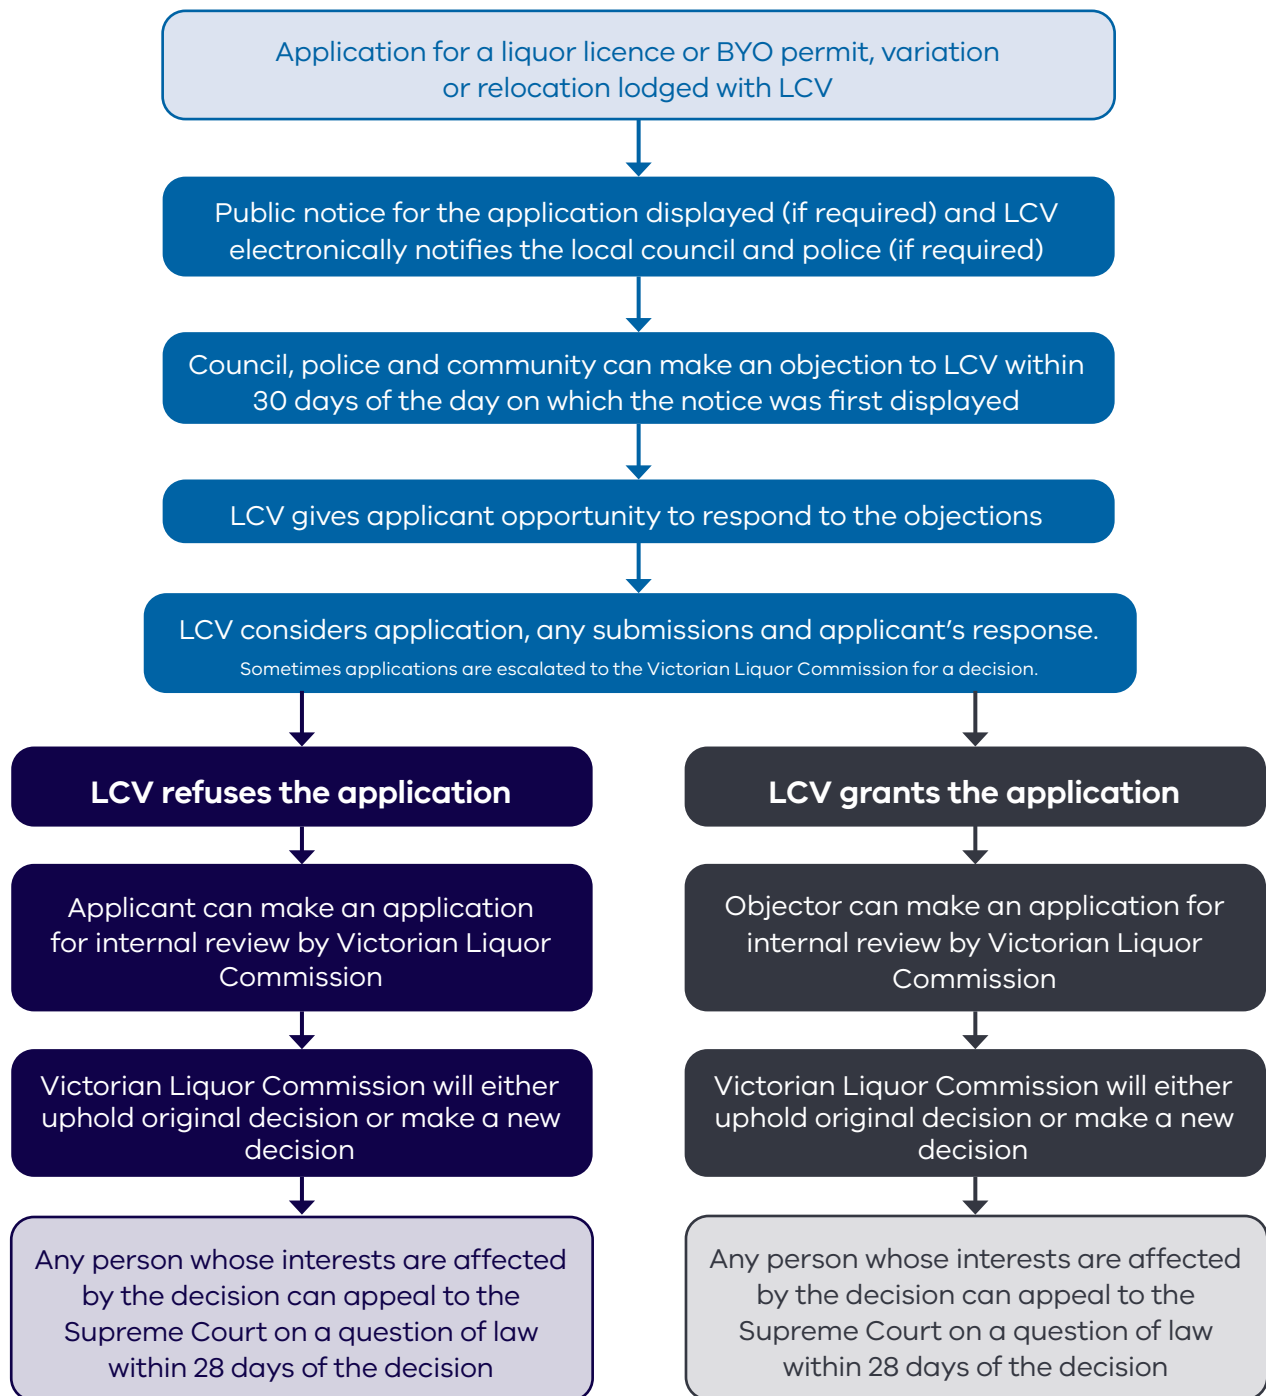 Application for a liquor licence or BYO permit, variation
or relocation lodged with LCV
Public notice for the application displayed (if required) and LCV
electronically notifies the local council and police (if required)
Council, police and community can make an objection to LCV within
30 days of the day on which the notice was first displayed
LCV gives applicant opportunity to respond to the objections
LCV considers application, any submissions and applicant’s response.
Sometimes applications are escalated to the Victorian Liquor Commission for a decision.
LCV refuses the application
Applicant can make an application
for internal review by Victorian Liquor
Commission
Victorian Liquor Commission will either
uphold original decision or make a new
decision
Any person whose interests are affected
by the decision can appeal to the
Supreme Court on a question of law
within 28 days of the decision
LCV grants the application
Objector can make an application for
internal review by Victorian Liquor
Commission
Victorian Liquor Commission will either
uphold original decision or make a new
decision
Any person whose interests are affected
by the decision can appeal to the
Supreme Court on a question of law
within 28 days of the decision